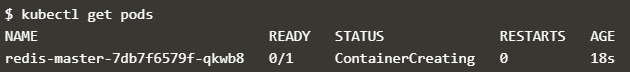 $ kubectl get pods
NAME READY STATUS RESTARTS AGE
redis-master-7db7f6579f-qkwb8 0/1 ContainerCreating 0 18s